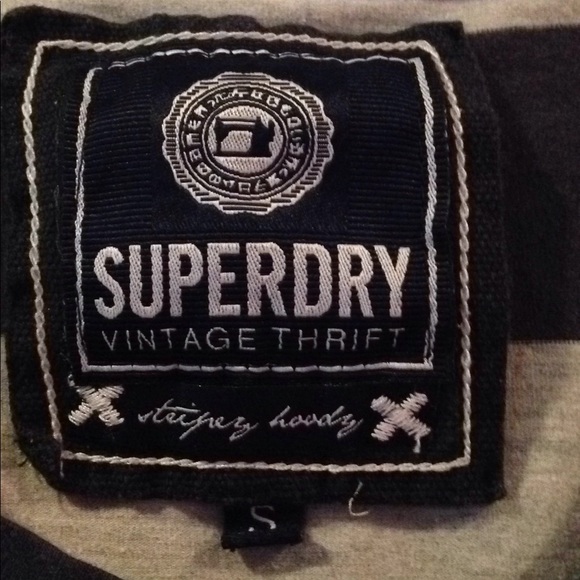 SUPERDRY
VINTAGE THRIFT
stripey hoody
S